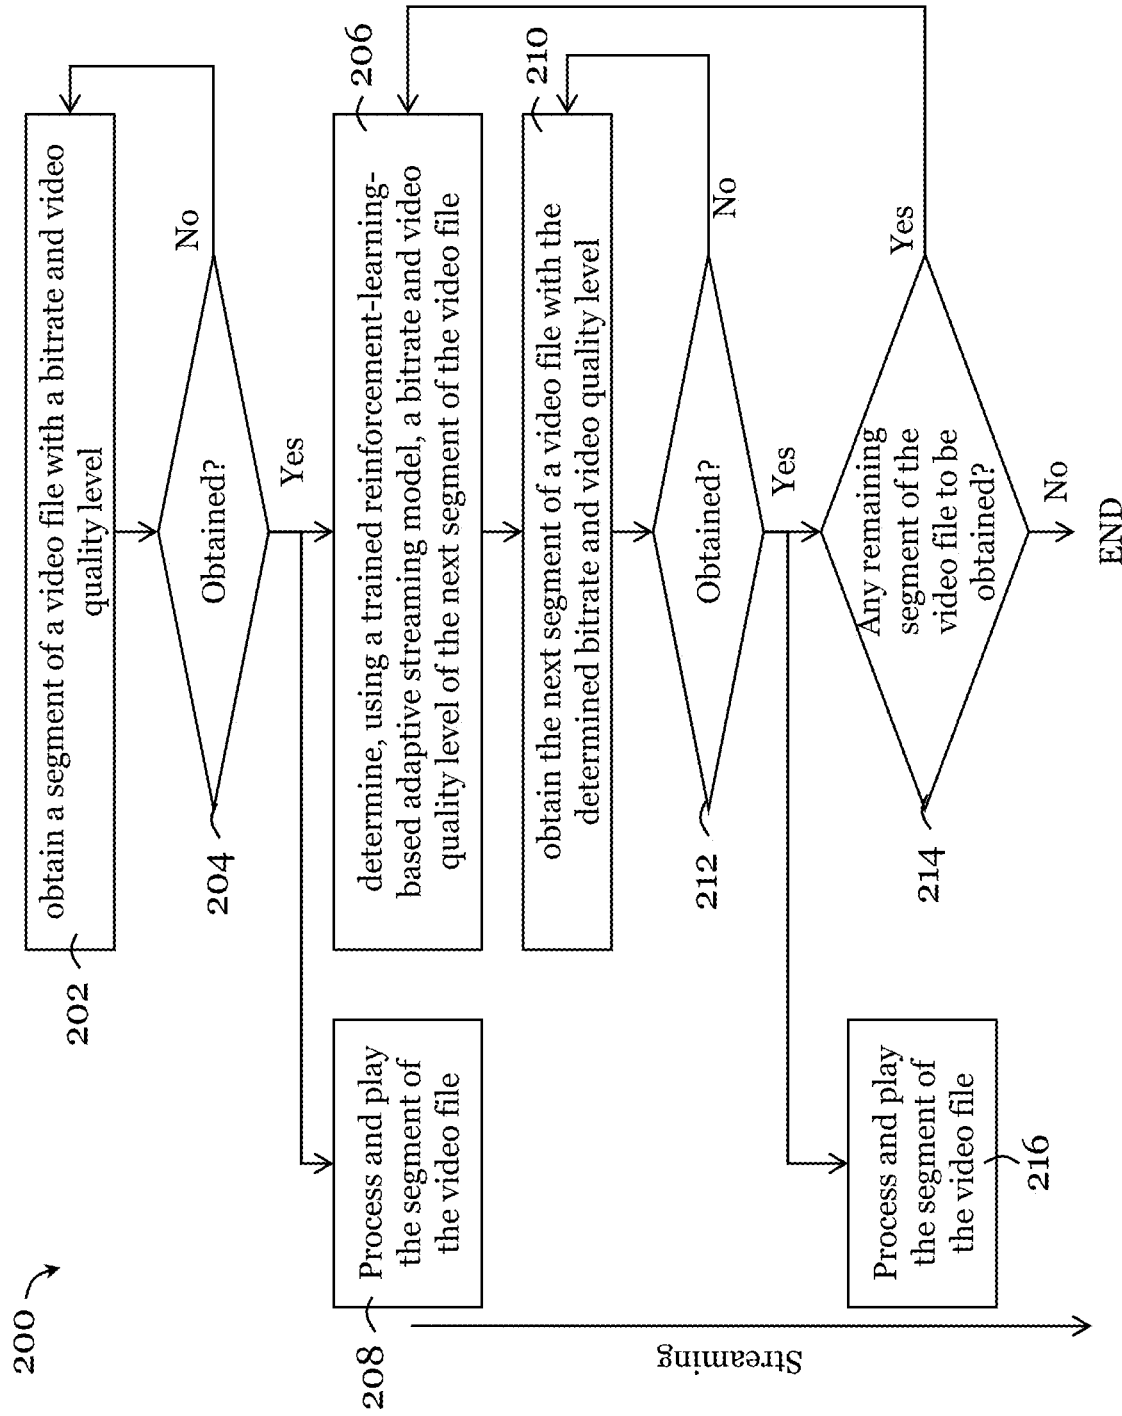 200
202
obtain a segment of a video file with a bitrate and video
quality level
204
Obtained?
No
Yes
206
determine, using a trained reinforcement-learning-
based adaptive streaming model, a bitrate and video
quality level of the next segment of the video file
208
Process and play
the segment of
the video file
210
obtain the next segment of a video file with the
determined bitrate and video quality level
212
Obtained?
No
Yes
214
Any remaining
segment of the
video file to be
obtained?
Yes
No
END
Process and play
the segment of
the video file
216
Streaming